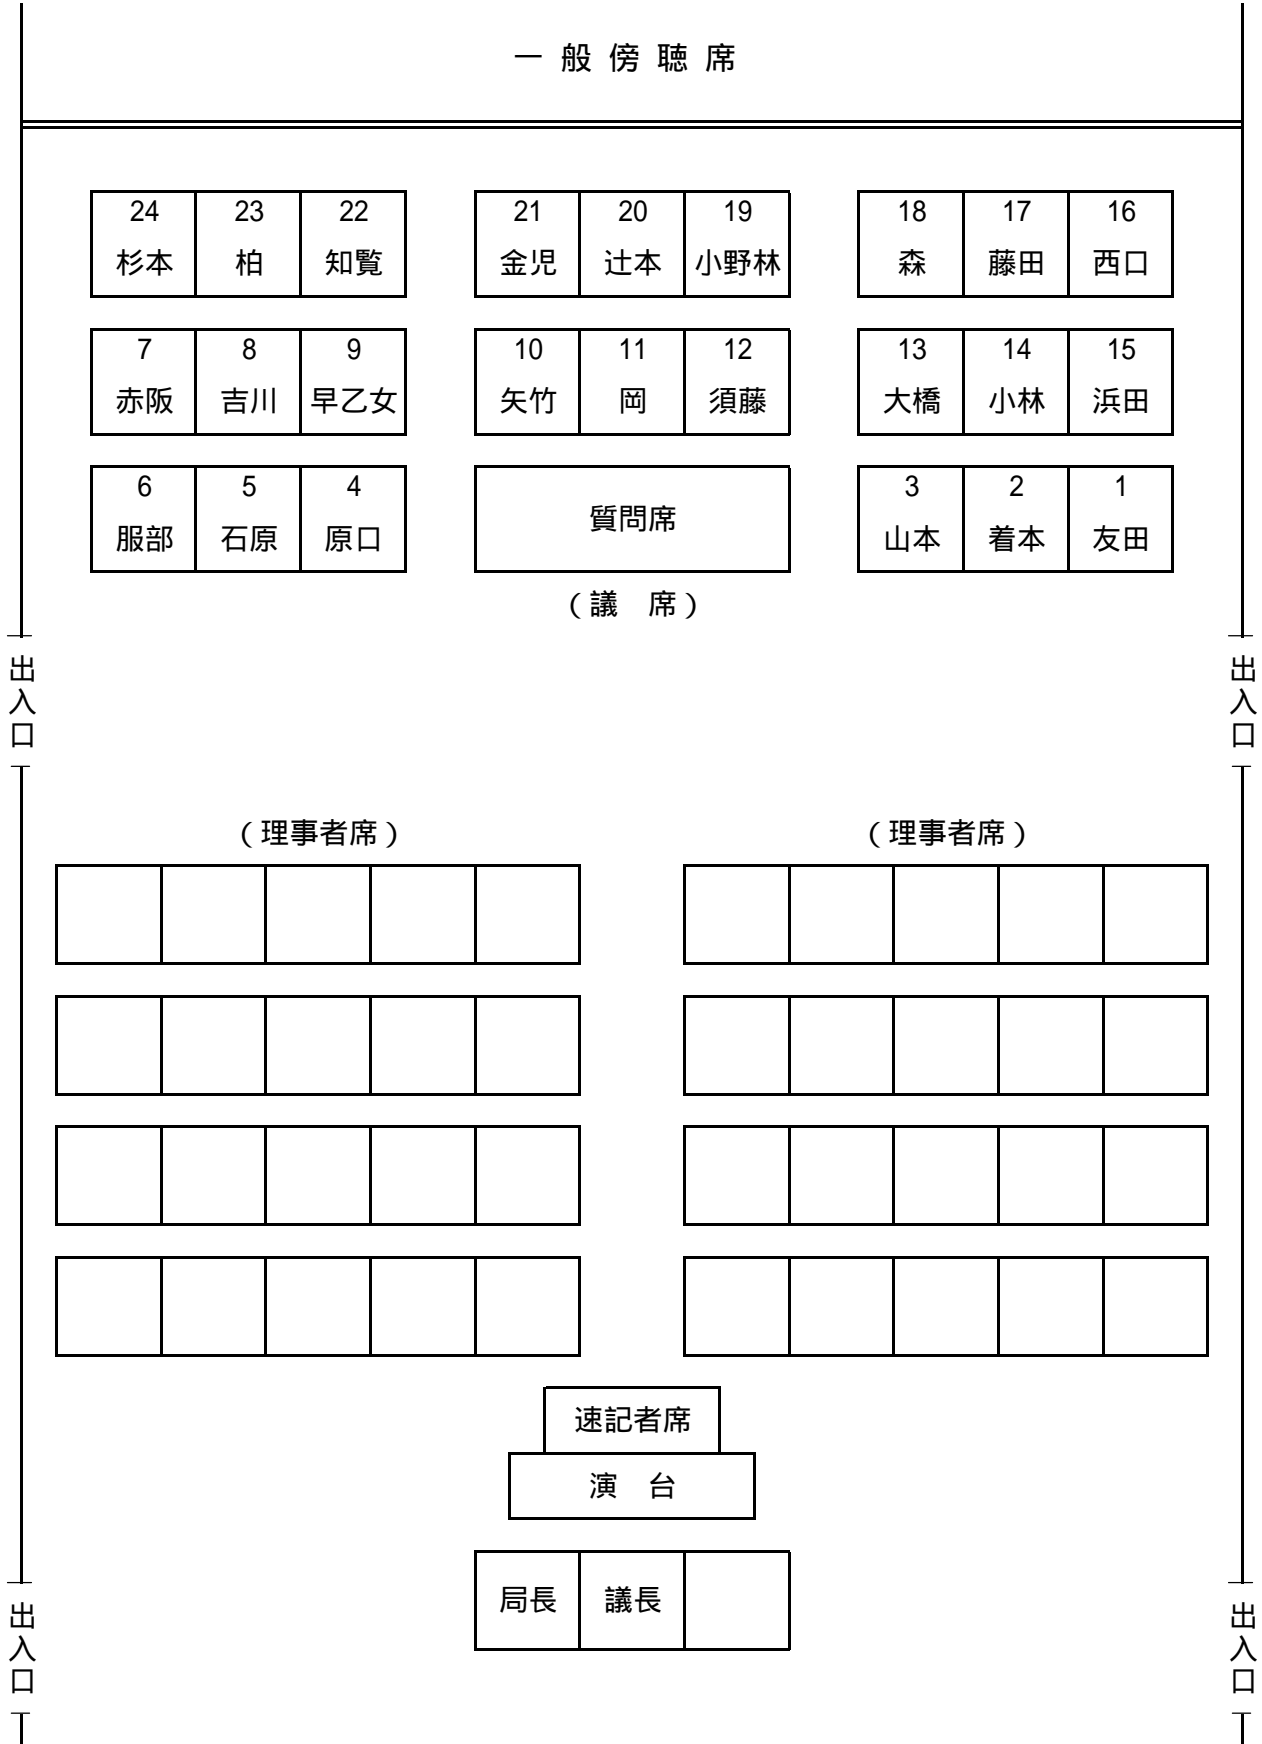 一般傍聴席
24 23 22 21 20 19 18 17 16
杉本 柏 知覧 金児 辻本 小野林 森 藤田 西口
7 8 9 10 11 12 13 14 15
赤阪 吉川 早乙女 矢竹 岡 須藤 大橋 小林 浜田
6 5 4 3 2 1
服部 石原 原口 質問席 山本 着本 友田
(議 席)
出入口 出入口
(理事者席) (理事者席)
速記者席
演 台
局長 議長
出入口 出入口